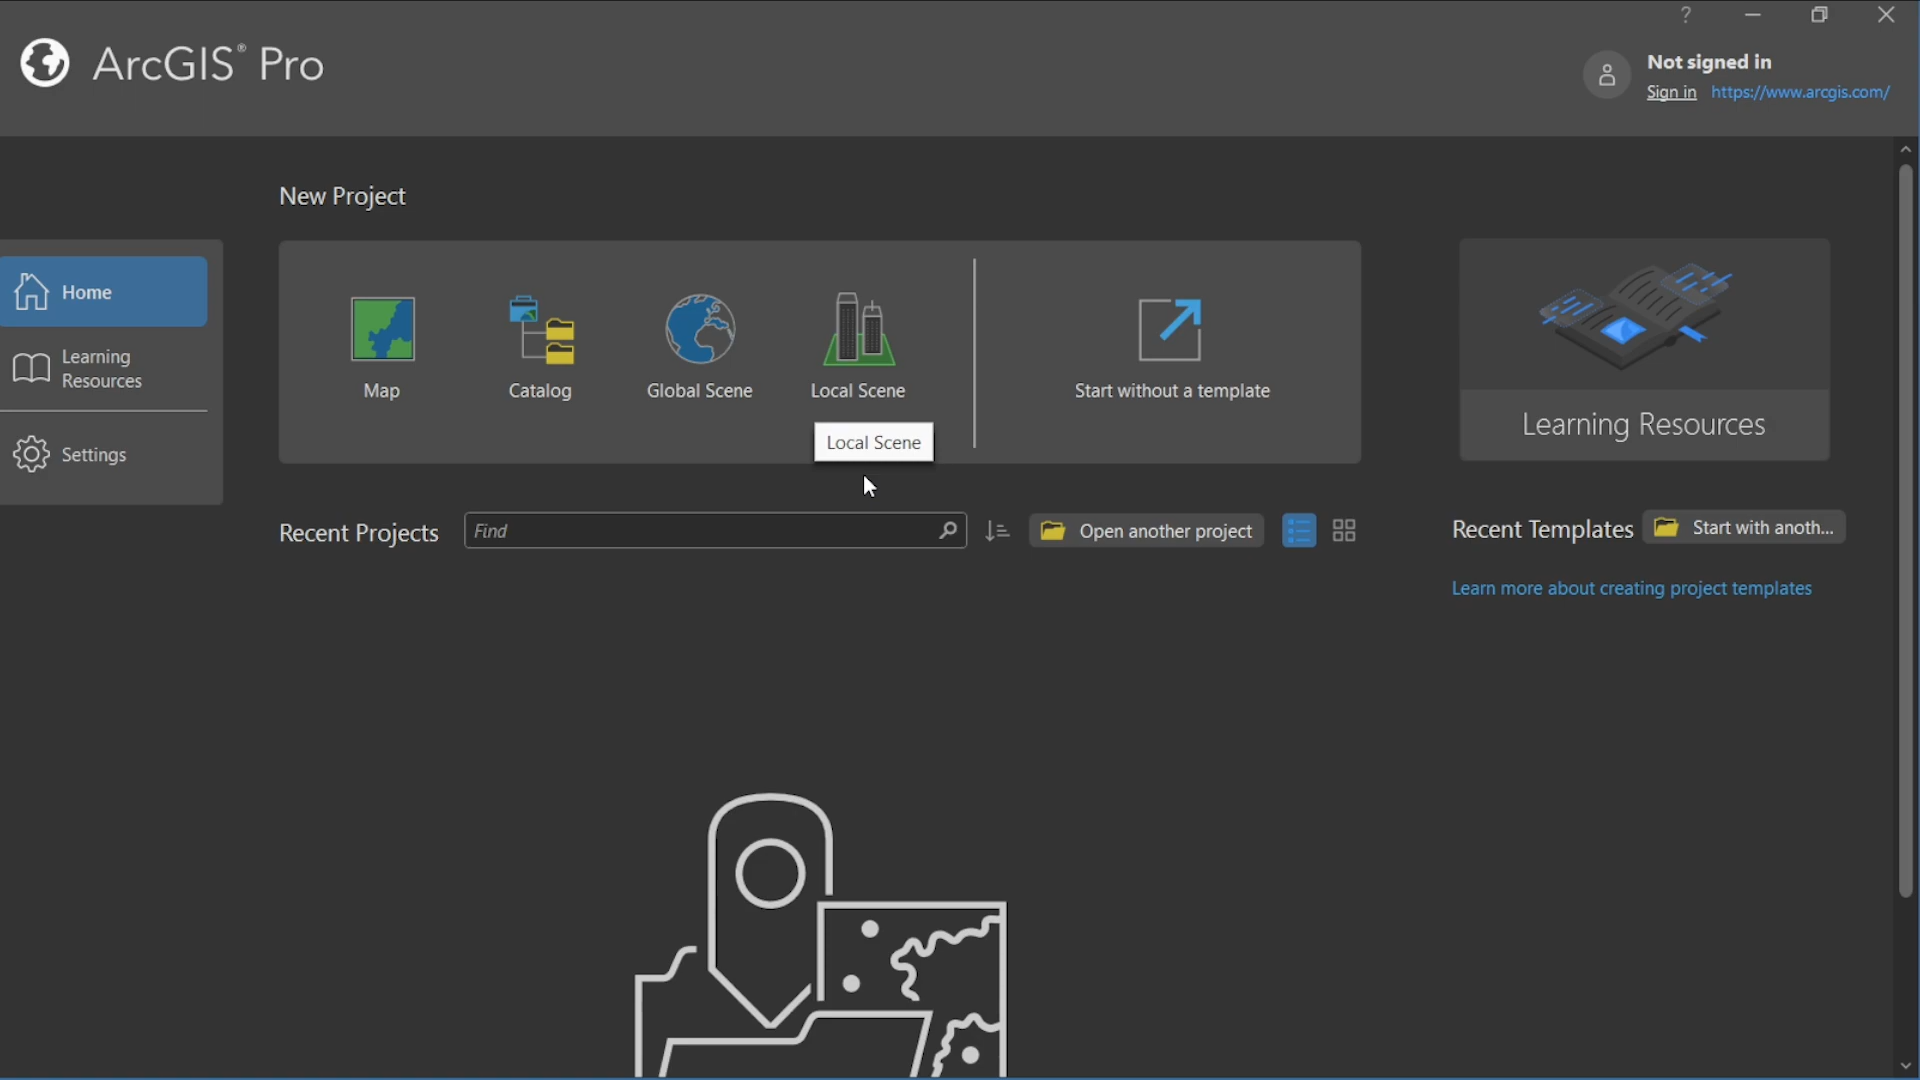 ?
ArcGIS® Pro
Not signed in
Sign in https://www.arcgis.com/
New Project
Home
Learning
Resources
Settings
Map
Catalog
Global Scene
Local Scene
Start without a template
Local Scene
Learning Resources
Recent Projects
Find
Open another project
Recent Templates
Start with anoth...
Learn more about creating project templates